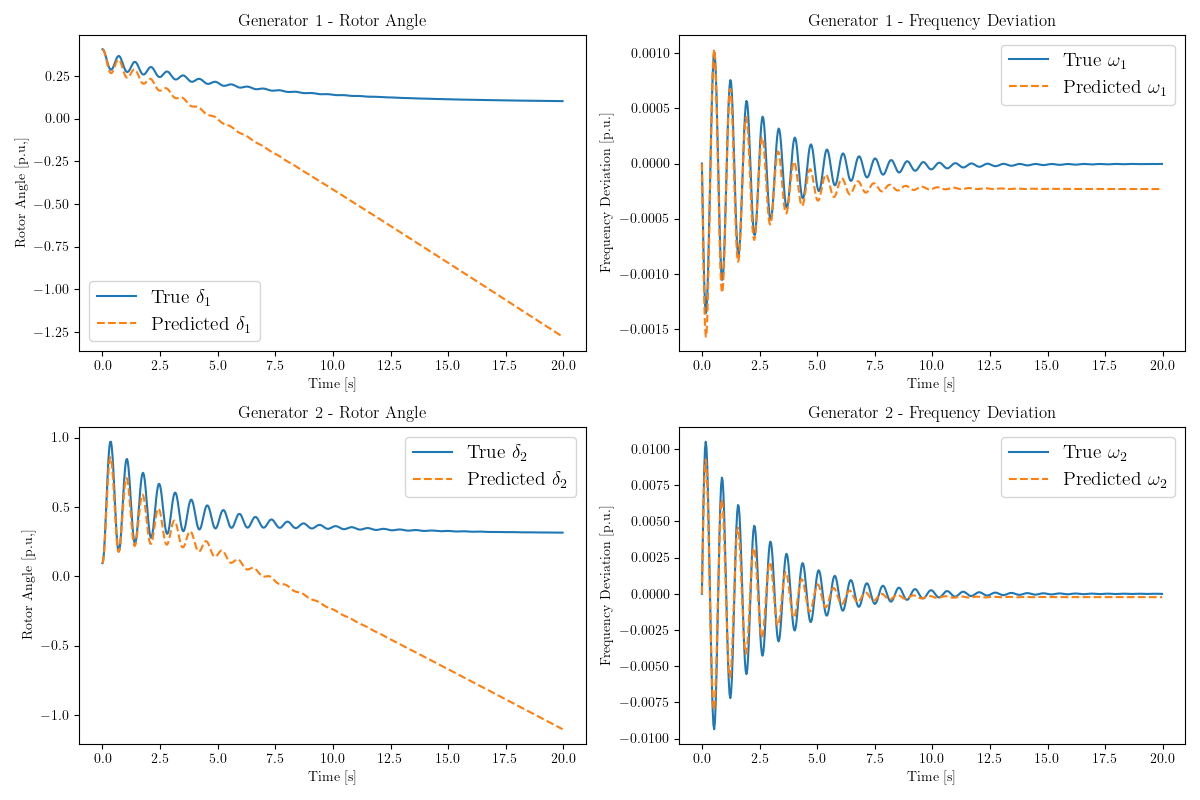 Generator 1 - Rotor Angle
Rotor Angle [p.u.]
0.25
0.00
−0.25
−0.50
−0.75
−1.00
−1.25
True δ₁
Predicted δ₁
0.0 2.5 5.0 7.5 10.0 12.5 15.0 17.5 20.0
Time [s]
Generator 1 - Frequency Deviation
Frequency Deviation [p.u.]
0.0010
0.0005
0.0000
−0.0005
−0.0010
−0.0015
True ω₁
Predicted ω₁
0.0 2.5 5.0 7.5 10.0 12.5 15.0 17.5 20.0
Time [s]
Generator 2 - Rotor Angle
Rotor Angle [p.u.]
1.0
0.5
0.0
−0.5
−1.0
True δ₂
Predicted δ₂
0.0 2.5 5.0 7.5 10.0 12.5 15.0 17.5 20.0
Time [s]
Generator 2 - Frequency Deviation
Frequency Deviation [p.u.]
0.0100
0.0075
0.0050
0.0025
0.0000
−0.0025
−0.0050
−0.0075
−0.0100
True ω₂
Predicted ω₂
0.0 2.5 5.0 7.5 10.0 12.5 15.0 17.5 20.0
Time [s]